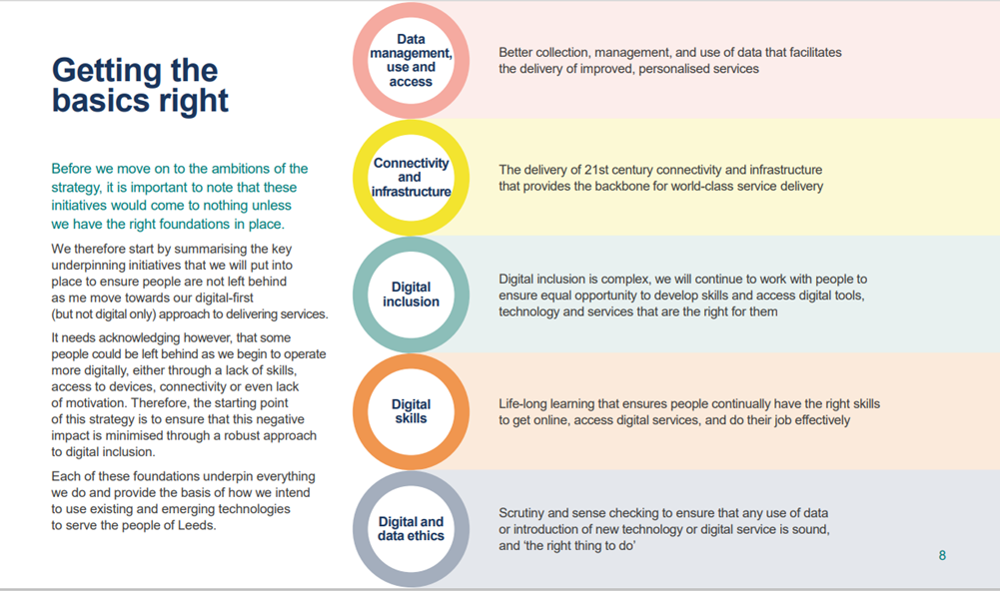 Getting the
basics right
Before we move on to the ambitions of the
strategy, it is important to note that these
initiatives would come to nothing unless
we have the right foundations in place.
We therefore start by summarising the key
underpinning initiatives that we will put into
place to ensure people are not left behind
as me move towards our digital-first
(but not digital only) approach to delivering services.
It needs acknowledging however, that some
people could be left behind as we begin to operate
more digitally, either through a lack of skills,
access to devices, connectivity or even lack
of motivation. Therefore, the starting point
of this strategy is to ensure that this negative
impact is minimised through a robust approach
to digital inclusion.
Each of these foundations underpin everything
we do and provide the basis of how we intend
to use existing and emerging technologies
to serve the people of Leeds.
Data
management,
use and
access
Better collection, management, and use of data that facilitates
the delivery of improved, personalised services
Connectivity
and
infrastructure
The delivery of 21st century connectivity and infrastructure
that provides the backbone for world-class service delivery
Digital
inclusion
Digital inclusion is complex, we will continue to work with people to
ensure equal opportunity to develop skills and access digital tools,
technology and services that are the right for them
Digital
skills
Life-long learning that ensures people continually have the right skills
to get online, access digital services, and do their job effectively
Digital and
data ethics
Scrutiny and sense checking to ensure that any use of data
or introduction of new technology or digital service is sound,
and ‘the right thing to do’
8